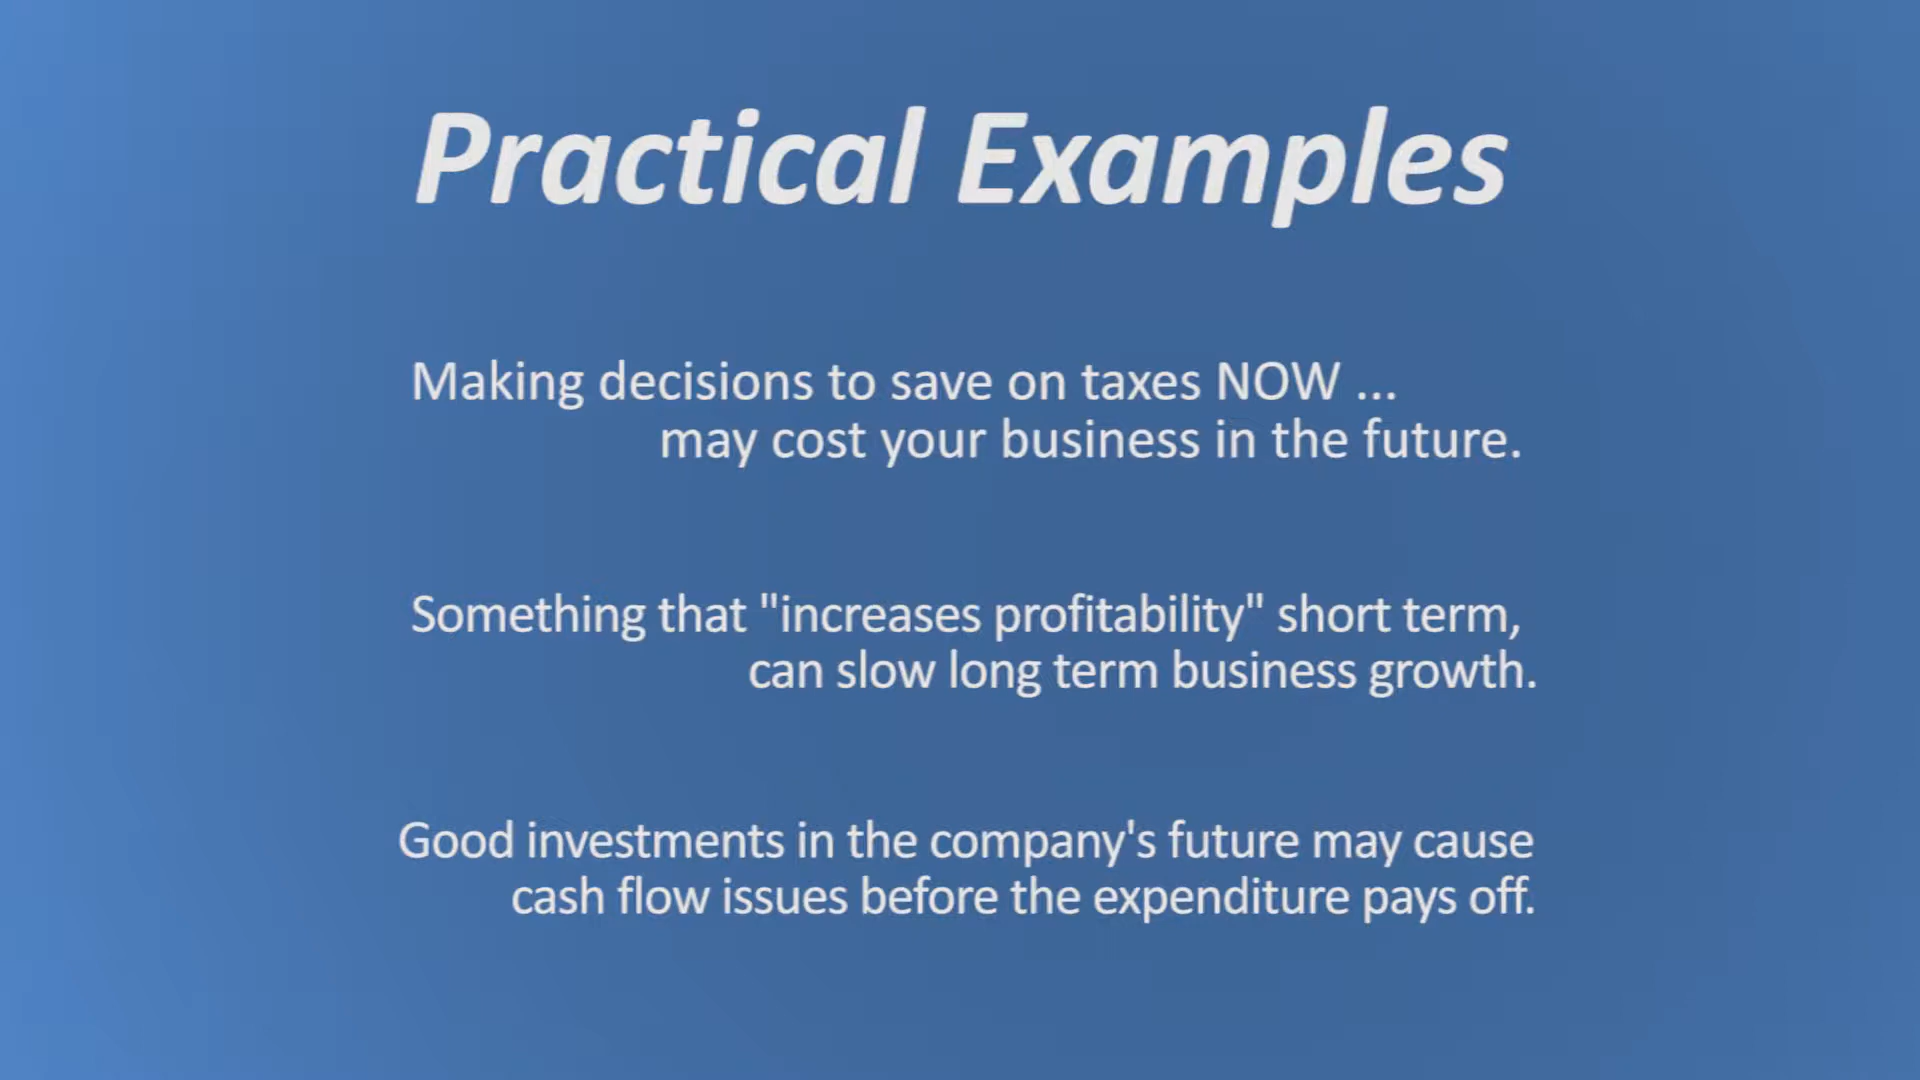 Practical Examples
Making decisions to save on taxes NOW ...
may cost your business in the future.
Something that "increases profitability" short term,
can slow long term business growth.
Good investments in the company's future may cause
cash flow issues before the expenditure pays off.